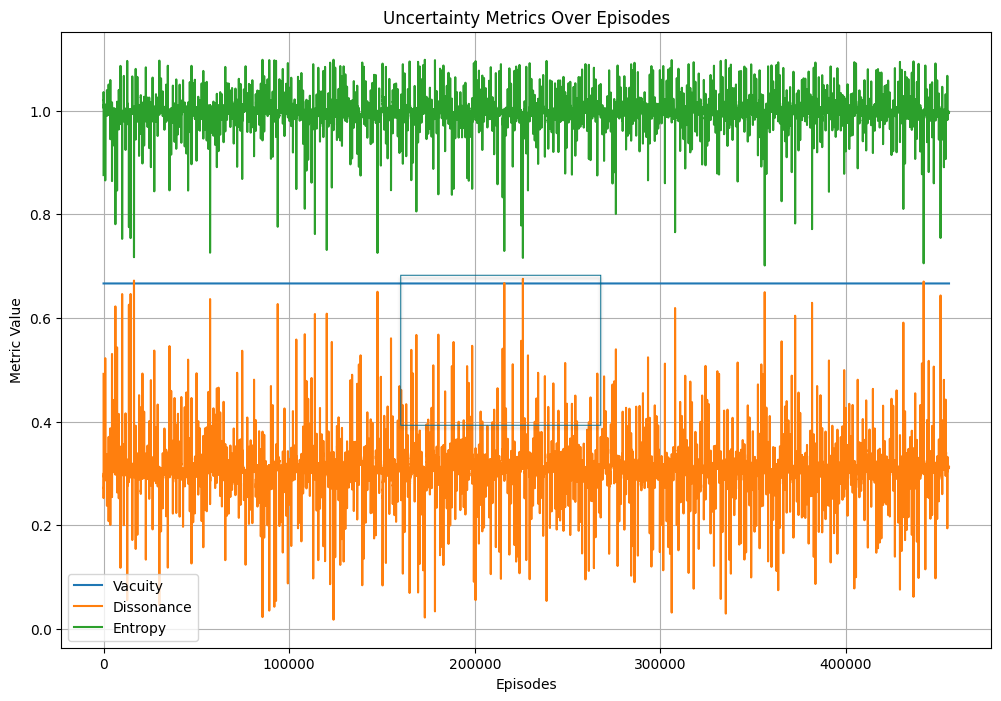 Uncertainty Metrics Over Episodes
Metric Value
1.0
0.8
0.6
0.4
0.2
0.0
Vacuity
Dissonance
Entropy
0 100000 200000 300000 400000
Episodes